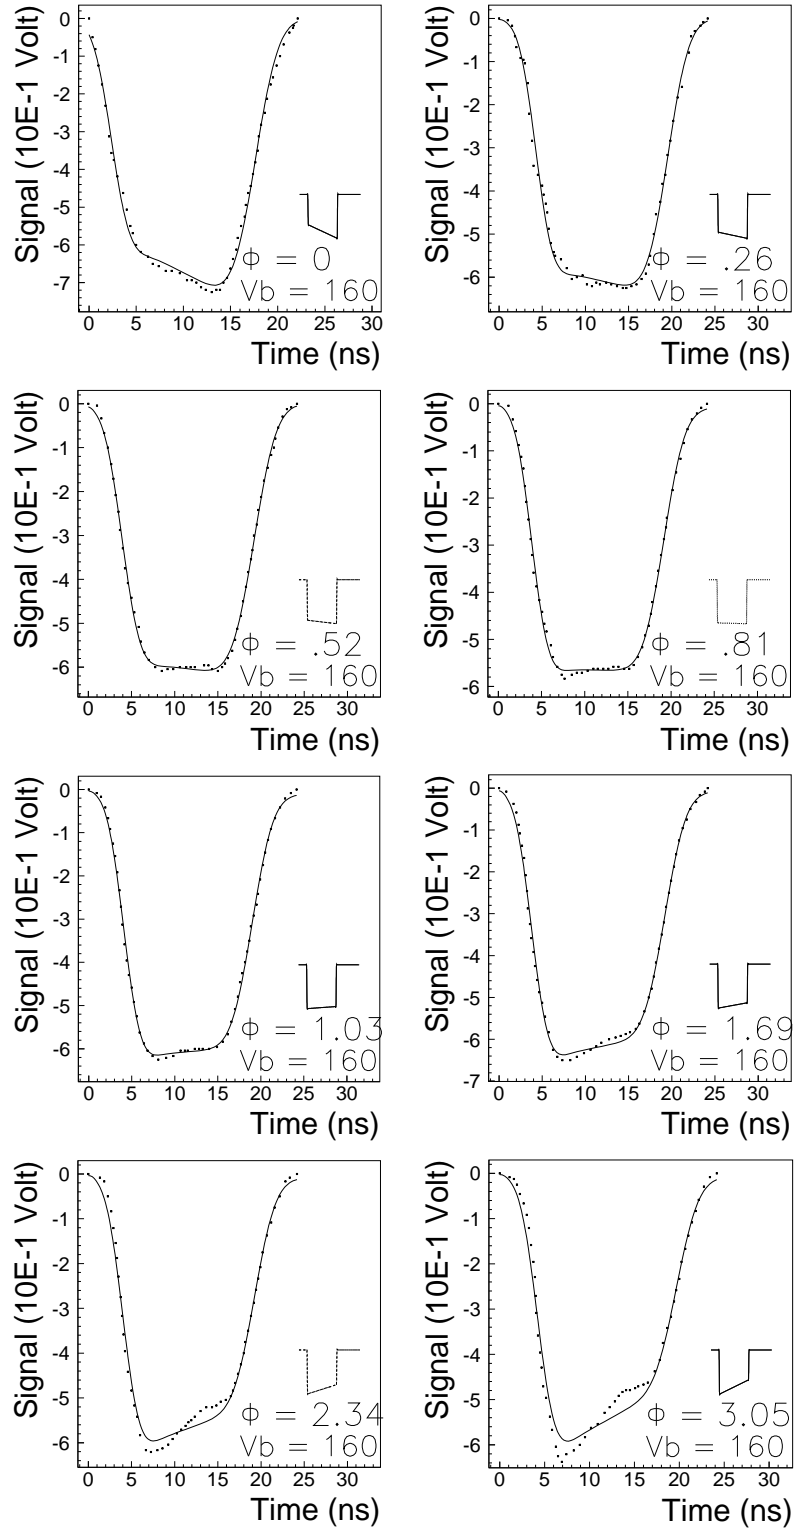 Signal (10E-1 Volt)
0
-1
-2
-3
-4
-5
-6
-7
Φ = 0
Vb = 160
0 5 10 15 20 25 30
Time (ns)
Signal (10E-1 Volt)
0
-1
-2
-3
-4
-5
-6
Φ = .26
Vb = 160
0 5 10 15 20 25 30
Time (ns)
Signal (10E-1 Volt)
0
-1
-2
-3
-4
-5
-6
Φ = .52
Vb = 160
0 5 10 15 20 25 30
Time (ns)
Signal (10E-1 Volt)
0
-1
-2
-3
-4
-5
-6
Φ = .81
Vb = 160
0 5 10 15 20 25 30
Time (ns)
Signal (10E-1 Volt)
0
-1
-2
-3
-4
-5
-6
Φ = 1.03
Vb = 160
0 5 10 15 20 25 30
Time (ns)
Signal (10E-1 Volt)
0
-1
-2
-3
-4
-5
-6
-7
Φ = 1.69
Vb = 160
0 5 10 15 20 25 30
Time (ns)
Signal (10E-1 Volt)
0
-1
-2
-3
-4
-5
-6
Φ = 2.34
Vb = 160
0 5 10 15 20 25 30
Time (ns)
Signal (10E-1 Volt)
0
-1
-2
-3
-4
-5
-6
Φ = 3.05
Vb = 160
0 10 20 30
Time (ns)